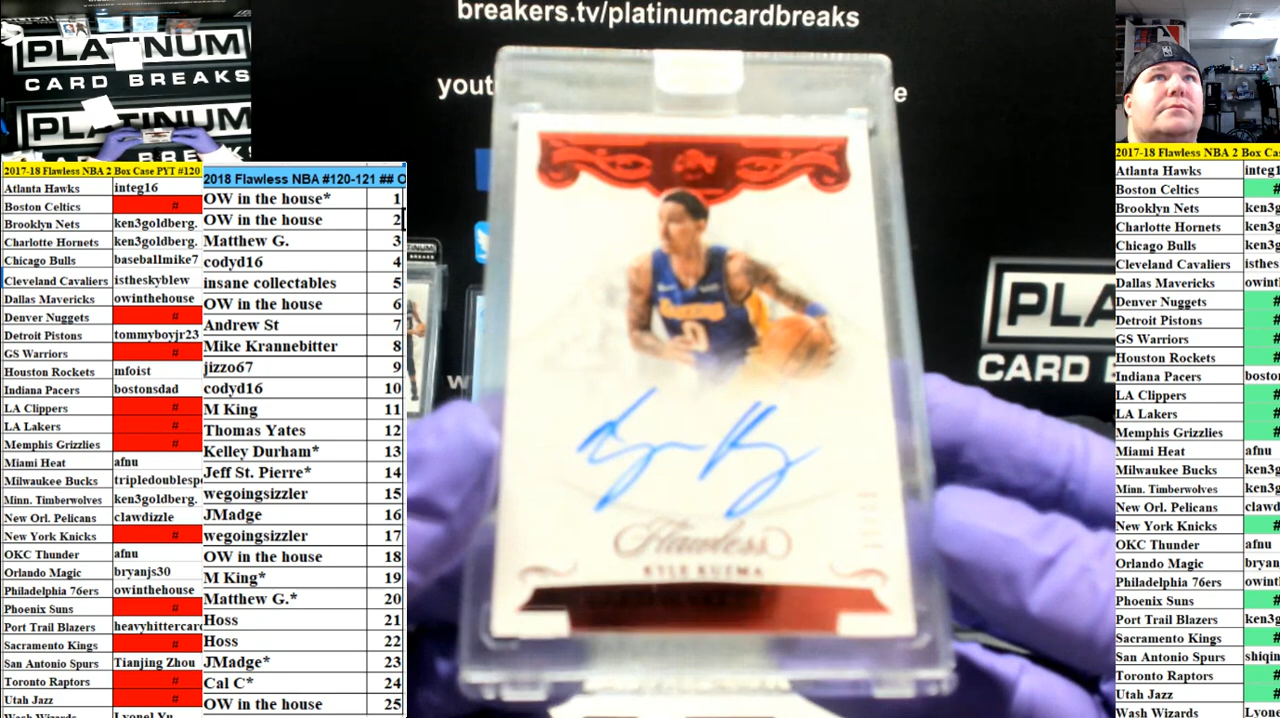 breakers.tv/platinumcardbreaks
yout
e
PLATINUM
CARD BREAKS
PLATINUM
BRE
KS
2017-18 Flawless NBA 2 Box Case PYT #120
Atlanta Hawks integ16
Boston Celtics #
Brooklyn Nets ken3goldberg.
Charlotte Hornets ken3goldberg.
Chicago Bulls baseballmike7
Cleveland Cavaliers istheskyblew
Dallas Mavericks owinthehouse
Denver Nuggets #
Detroit Pistons tommyboyjr23
GS Warriors #
Houston Rockets mfoist
Indiana Pacers bostonsdad
LA Clippers #
LA Lakers #
Memphis Grizzlies #
Miami Heat afnu
Milwaukee Bucks tripledoublesp
Minn. Timberwolves ken3goldberg.
New Orl. Pelicans clawdizzle
New York Knicks #
OKC Thunder afnu
Orlando Magic bryanjs30
Philadelphia 76ers owinthehouse
Phoenix Suns #
Port Trail Blazers heavyhittercard
Sacramento Kings #
San Antonio Spurs Tianjing Zhou
Toronto Raptors #
Utah Jazz #
Wash Wizards Lyonel Yu
2018 Flawless NBA #120-121 ## O
OW in the house* 1
OW in the house 2
Matthew G. 3
codyd16 4
insane collectables 5
OW in the house 6
Andrew St 7
Mike Krannebitter 8
jizzo67 9
codyd16 10
M King 11
Thomas Yates 12
Kelley Durham* 13
Jeff St. Pierre* 14
wegoingsizzler 15
JMadge 16
wegoingsizzler 17
OW in the house 18
M King* 19
Matthew G.* 20
Hoss 21
Hoss 22
JMadge* 23
Cal C* 24
OW in the house 25
LAKERS
0
Flawless
KYLE KUZMA
PLA
CARD B
W
2017-18 Flawless NBA 2 Box Cas
Atlanta Hawks integ1
Boston Celtics #
Brooklyn Nets ken3g
Charlotte Hornets ken3g
Chicago Bulls ken3g
Cleveland Cavaliers isthes
Dallas Mavericks owint
Denver Nuggets #
Detroit Pistons #
GS Warriors #
Houston Rockets #
Indiana Pacers boston
LA Clippers #
LA Lakers #
Memphis Grizzlies #
Miami Heat afnu
Milwaukee Bucks ken3g
Minn. Timberwolves ken3g
New Orl. Pelicans clawd
New York Knicks #
OKC Thunder afnu
Orlando Magic bryan
Philadelphia 76ers owint
Phoenix Suns #
Port Trail Blazers ken3g
Sacramento Kings #
San Antonio Spurs shiqin
Toronto Raptors #
Utah Jazz #
Wash Wizards Lyone